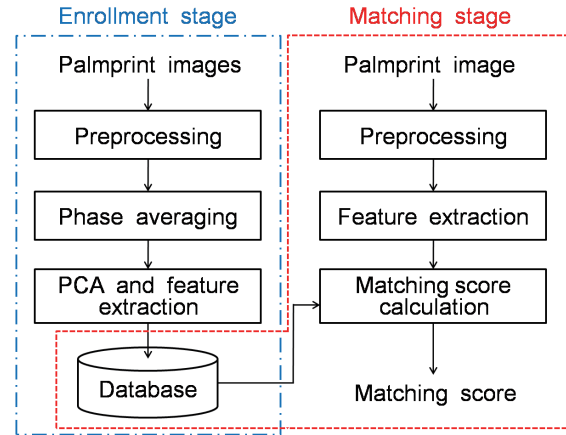 Enrollment stage
Palmprint images
Preprocessing
Phase averaging
PCA and feature
extraction
Database
Matching stage
Palmprint image
Preprocessing
Feature extraction
Matching score
calculation
Matching score